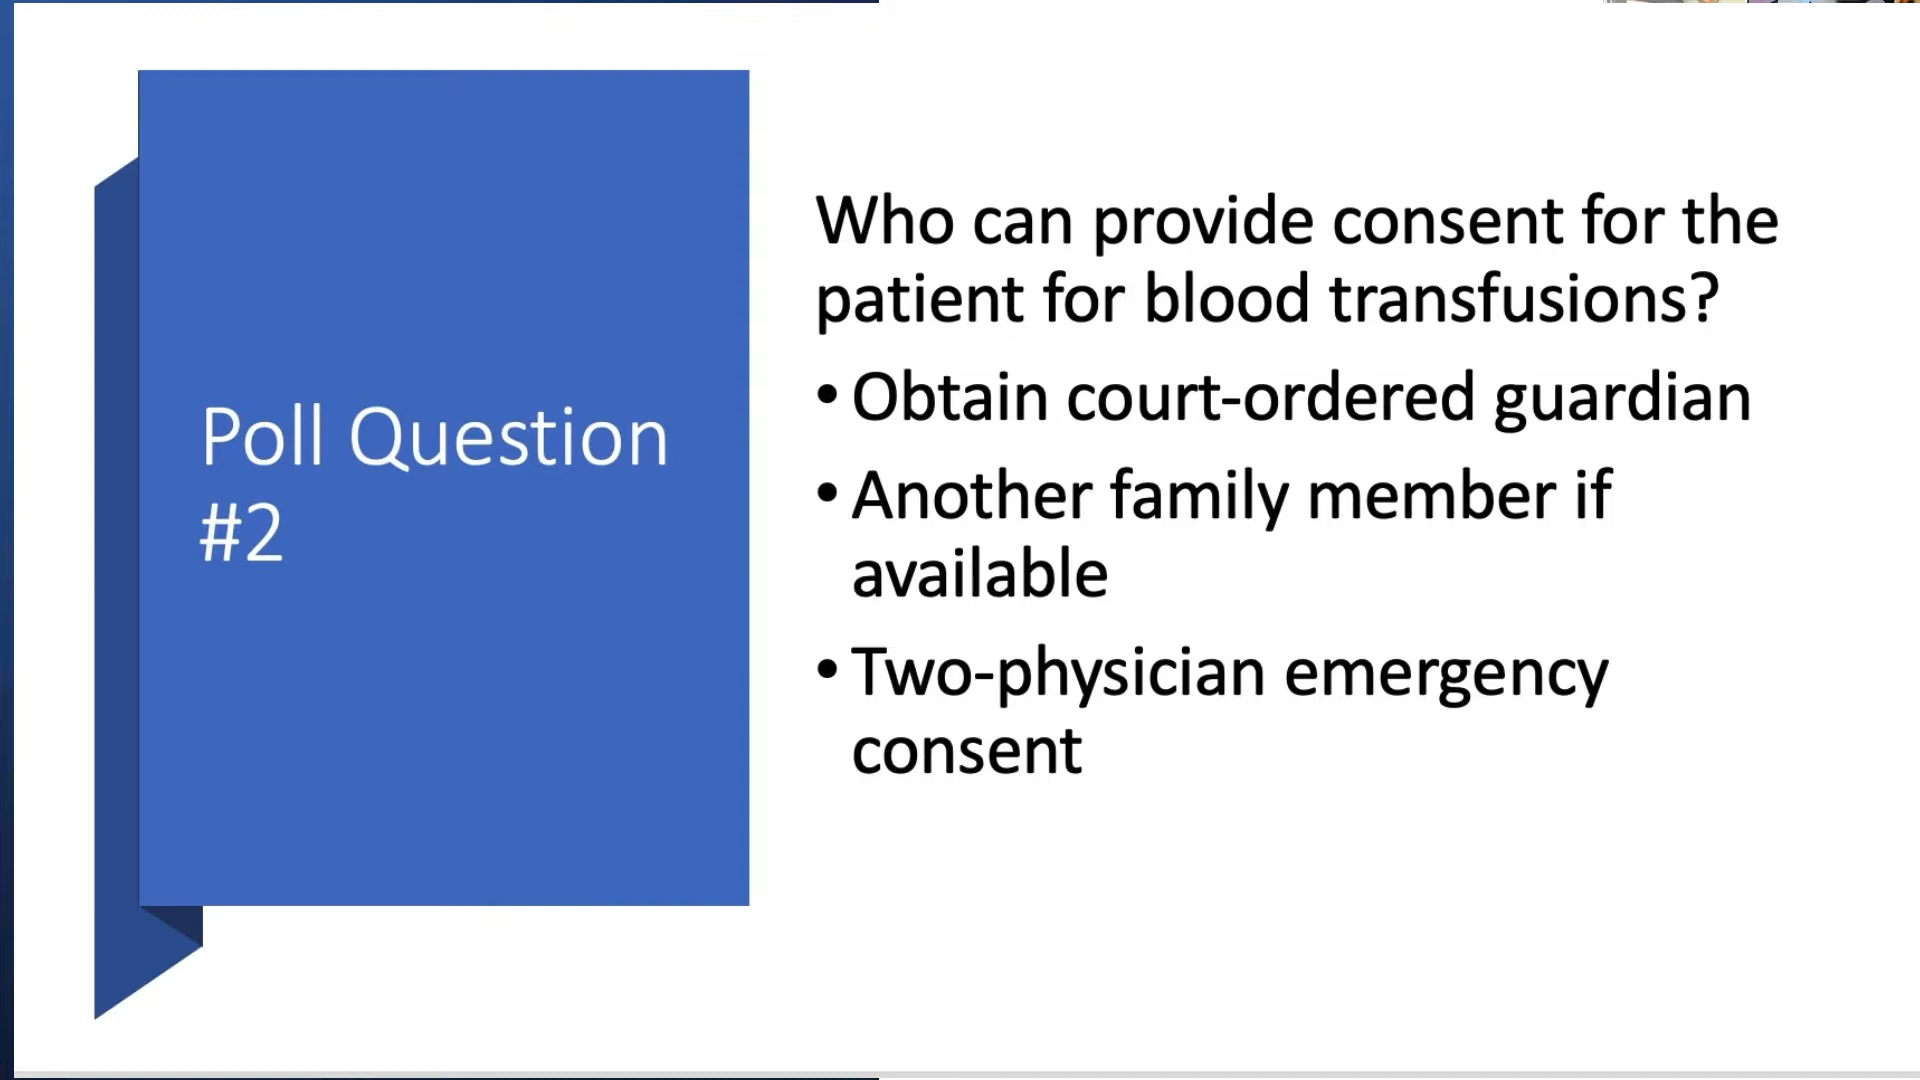 Poll Question
#2
Who can provide consent for the
patient for blood transfusions?
• Obtain court-ordered guardian
• Another family member if
available
• Two-physician emergency
consent